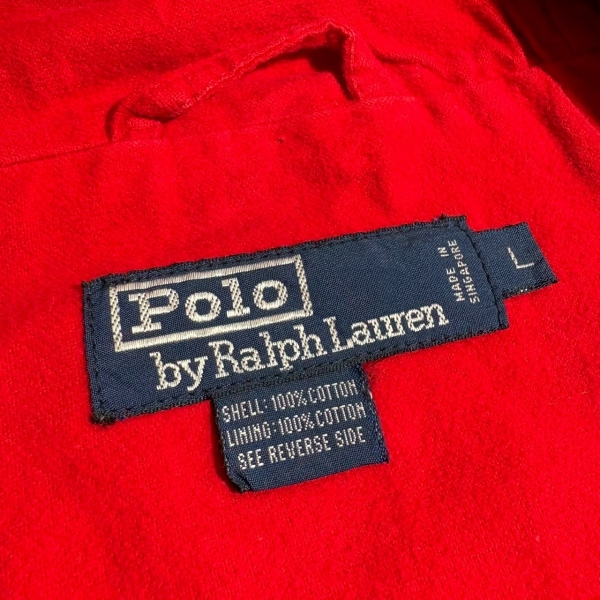 Polo
by Ralph Lauren
MADE IN
SINGAPORE
L
SHELL: 100% COTTON
LINING: 100% COTTON
SEE REVERSE SIDE